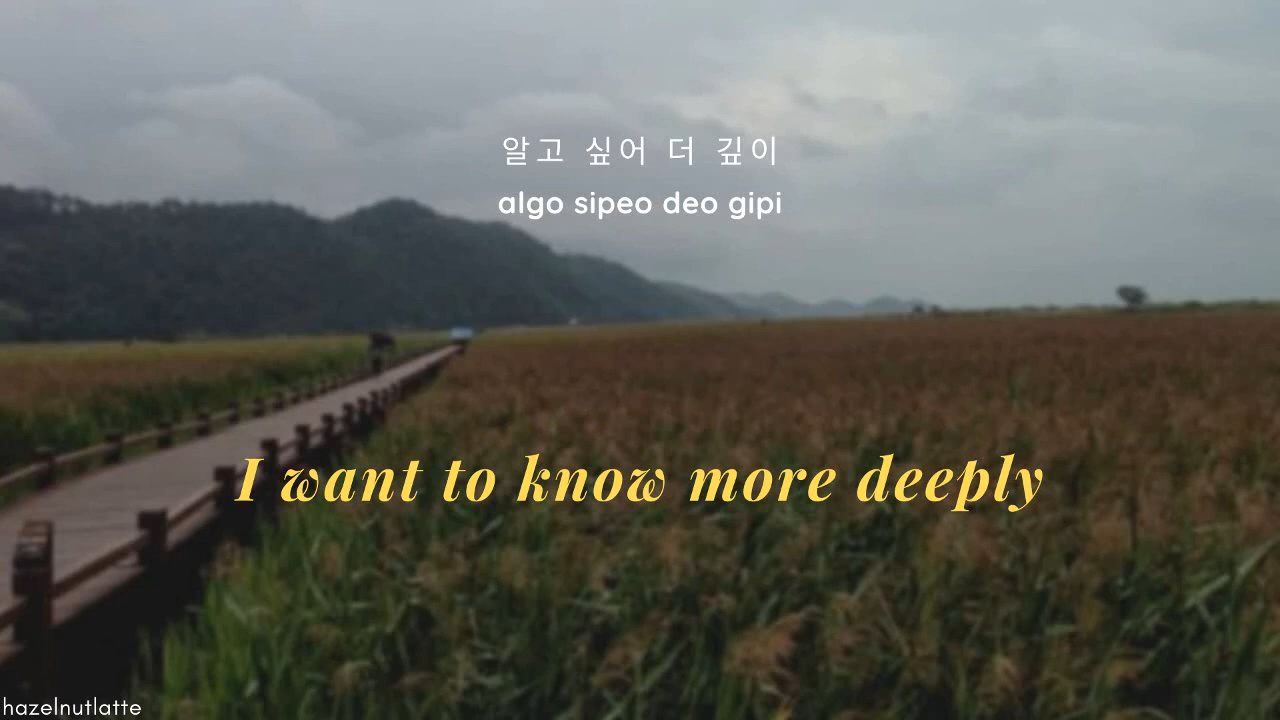 알고 싶어 더 깊이
algo sipeo deo gipi
I want to know more deeply
hazelnutlatte